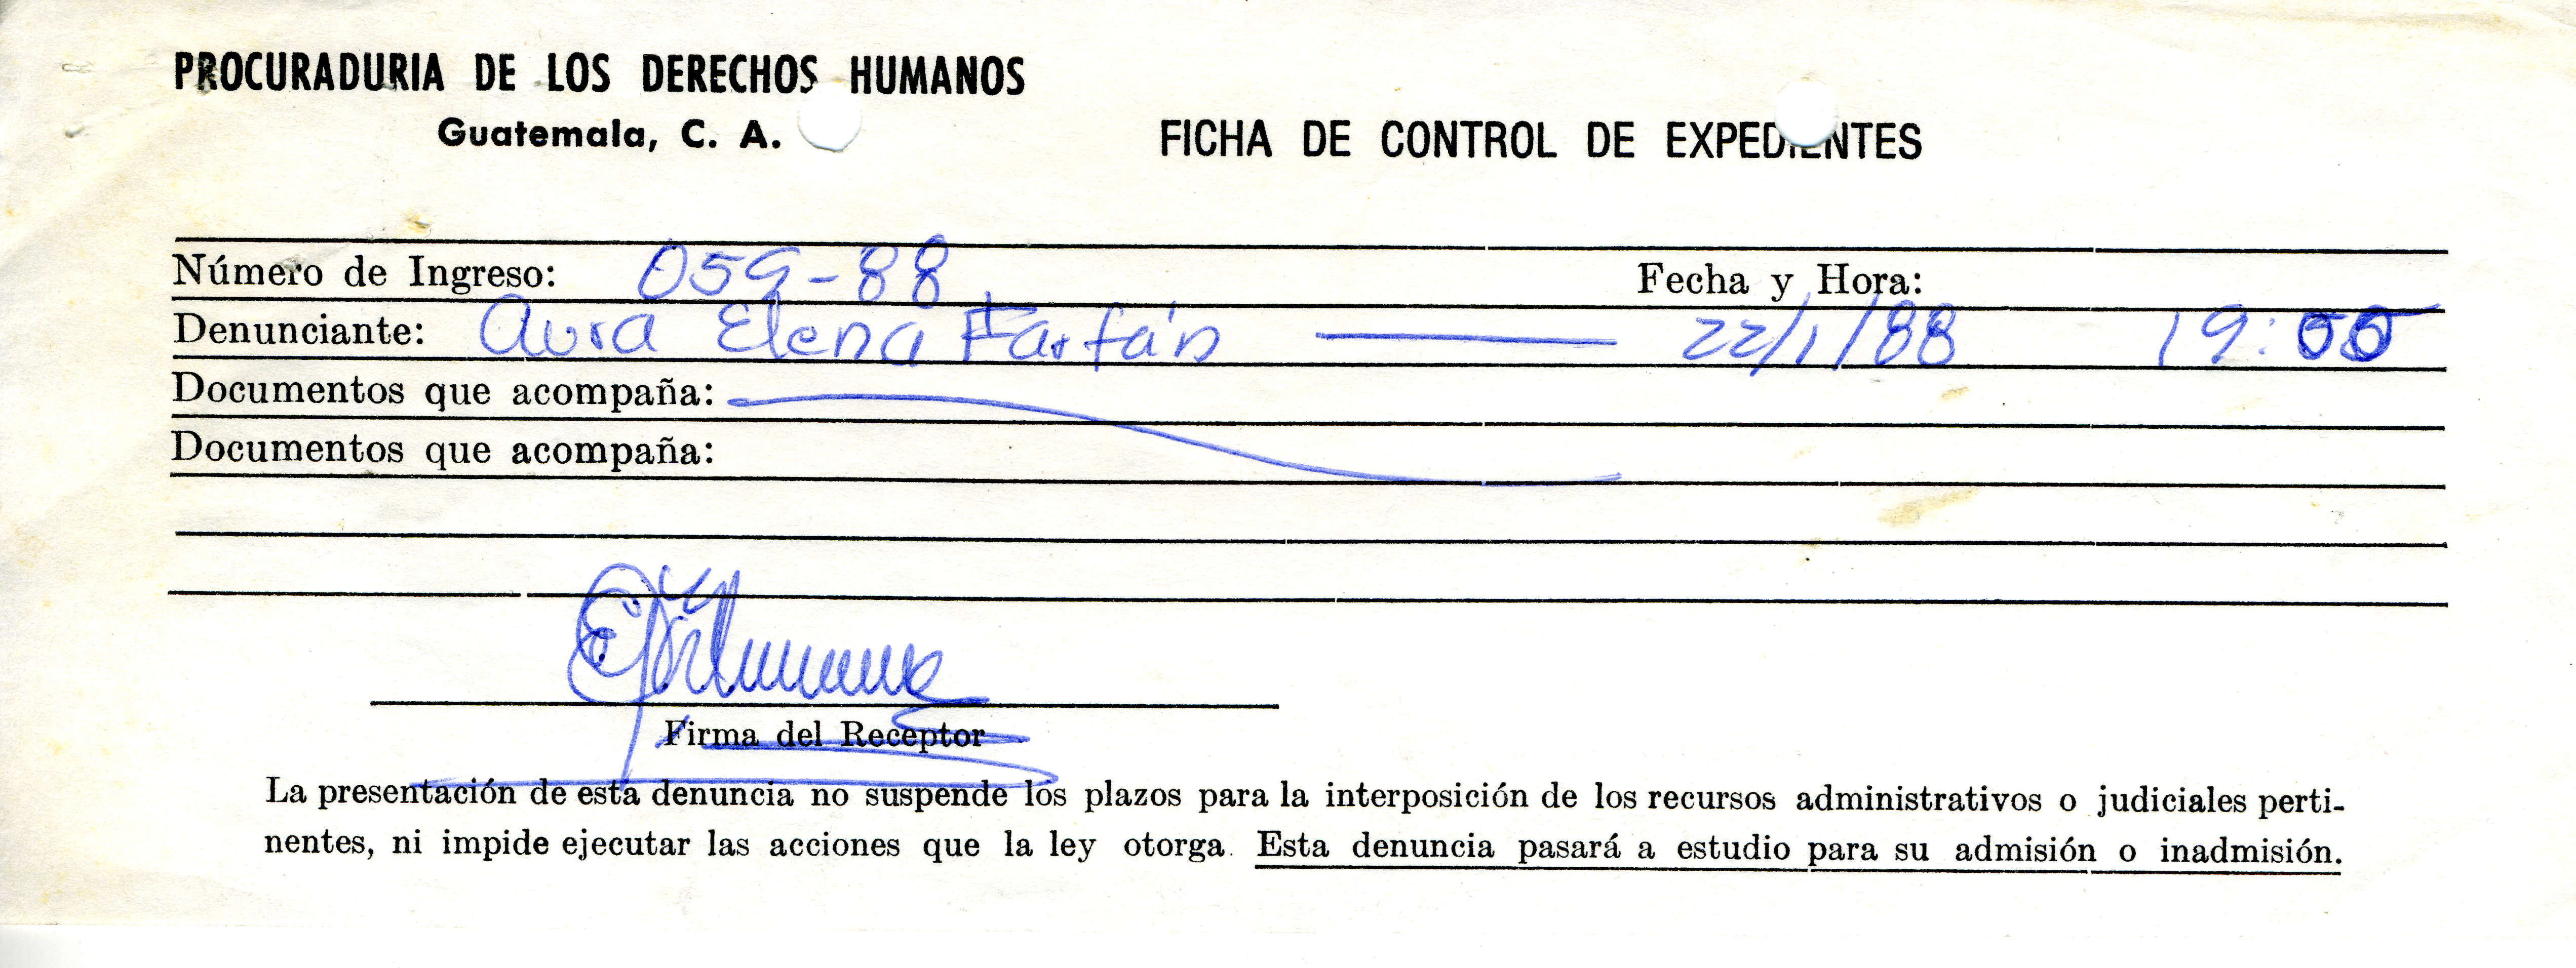 PROCURADURIA DE LOS DERECHOS HUMANOS
Guatemala, C. A.
FICHA DE CONTROL DE EXPEDIENTES
Número de Ingreso: 059-88 Fecha y Hora:
Denunciante: Aura Elena Farfán 22/1/88 19:00
Documentos que acompaña:
Documentos que acompaña:
Firma del Receptor
La presentación de esta denuncia no suspende los plazos para la interposición de los recursos administrativos o judiciales perti-
nentes, ni impide ejecutar las acciones que la ley otorga. Esta denuncia pasará a estudio para su admisión o inadmisión.